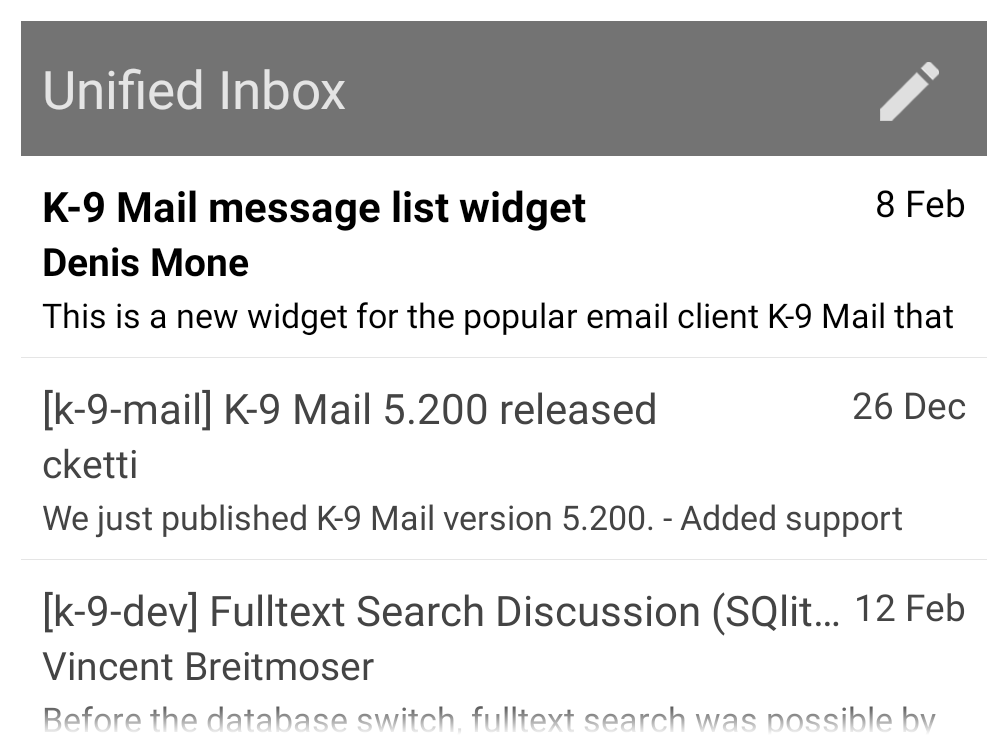 Unified Inbox
K-9 Mail message list widget 8 Feb
Denis Mone
This is a new widget for the popular email client K-9 Mail that
[k-9-mail] K-9 Mail 5.200 released 26 Dec
cketti
We just published K-9 Mail version 5.200. - Added support
[k-9-dev] Fulltext Search Discussion (SQlit... 12 Feb
Vincent Breitmoser
Before the database switch, fulltext search was possible by